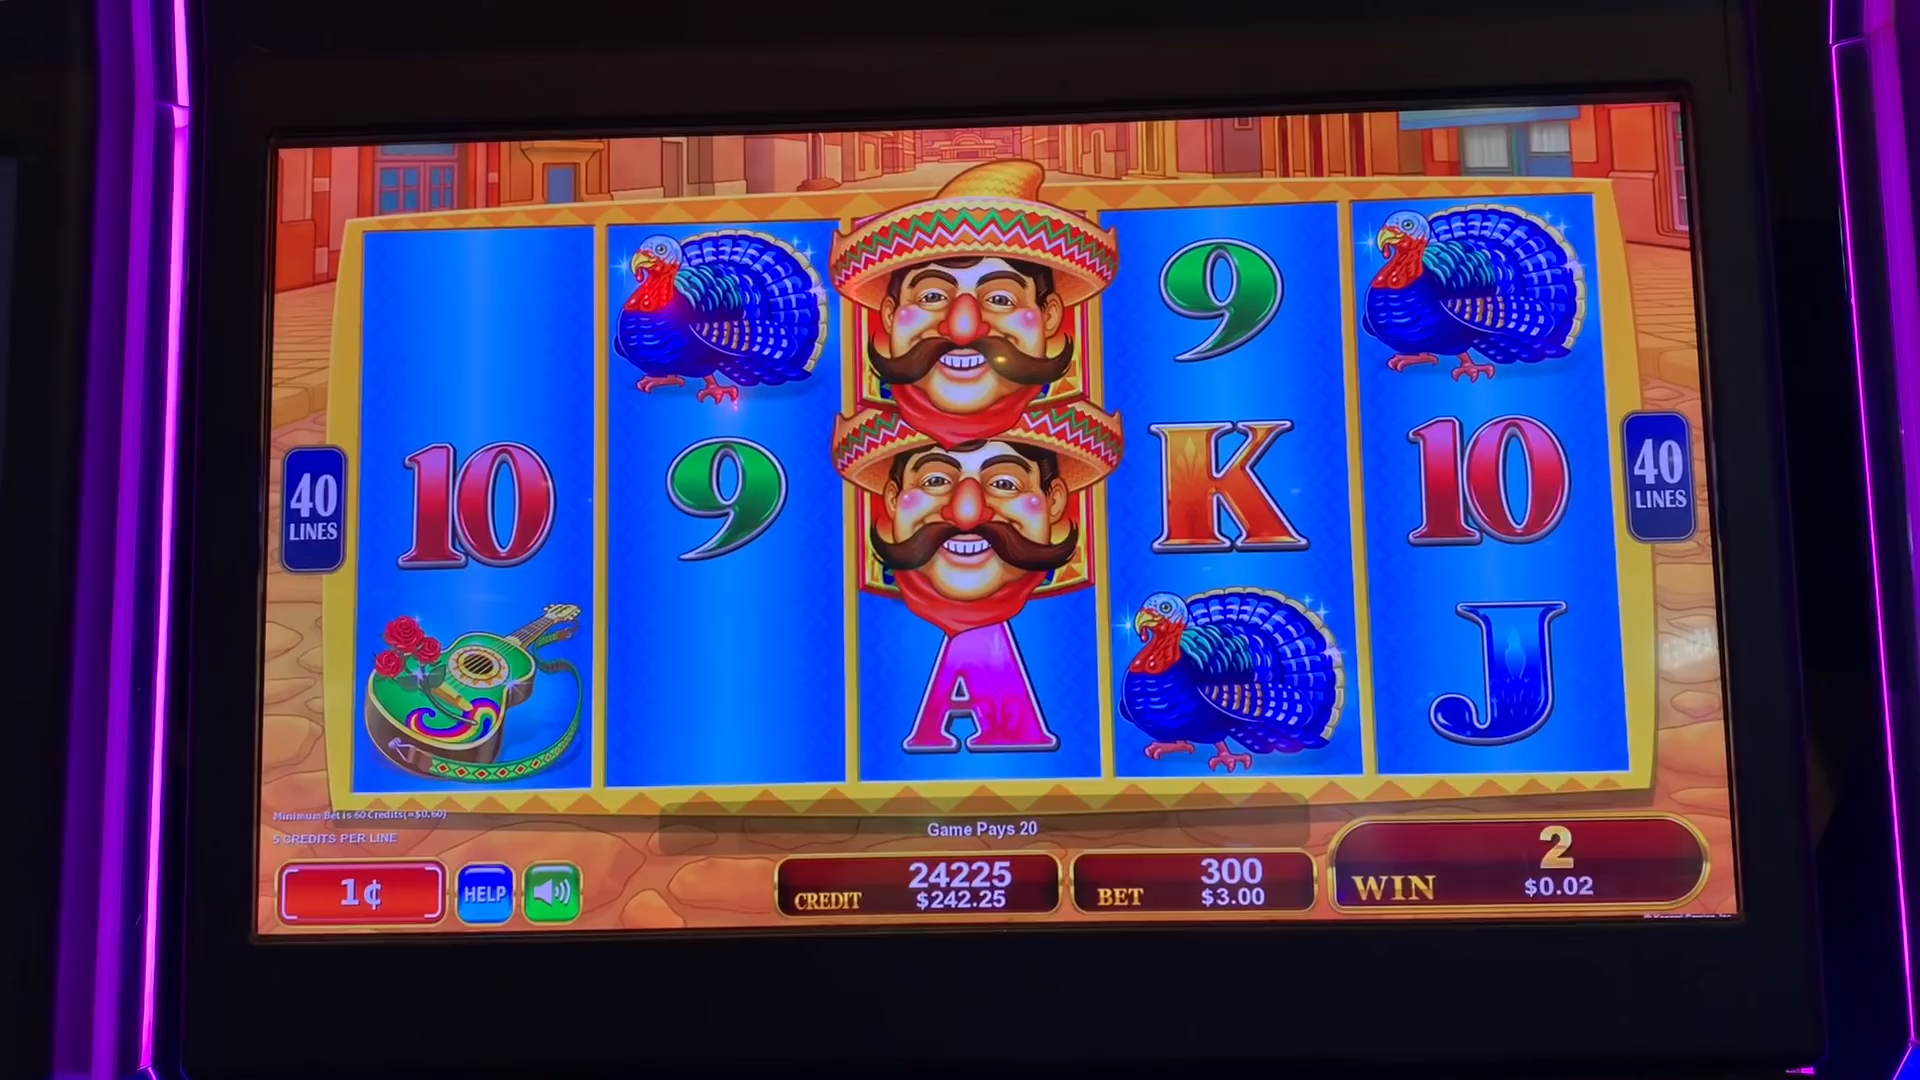 9
10
9
K
10
A
J
40
LINES
40
LINES
Minimum Bet is 60 Credits(=$0.60)
5 CREDITS PER LINE
Game Pays 20
1¢
HELP
CREDIT
24225
$242.25
BET
300
$3.00
WIN
2
$0.02